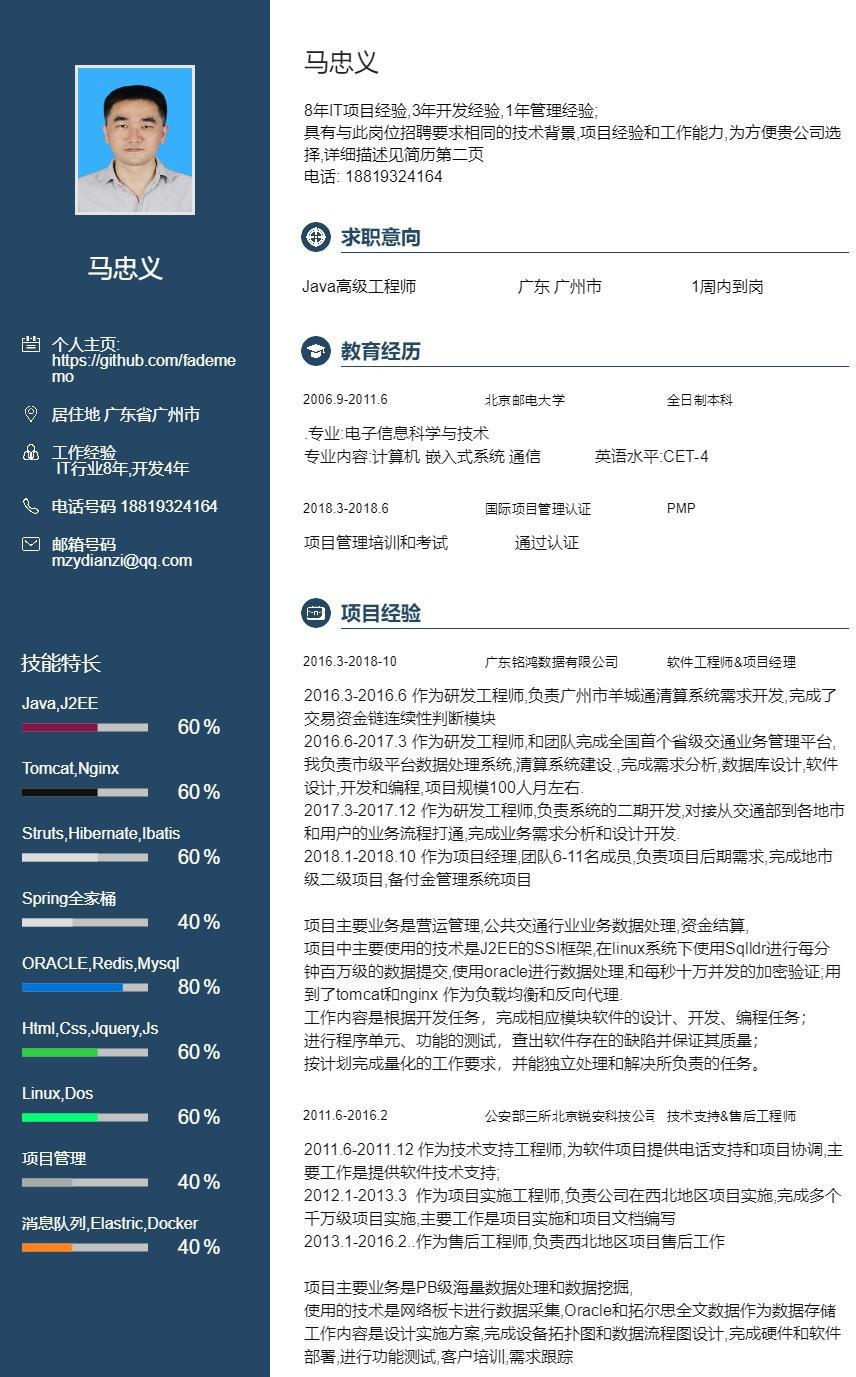 马忠义
个人主页:
https://github.com/fademe
mo
居住地 广东省广州市
工作经验
IT行业8年,开发4年
电话号码 18819324164
邮箱号码
mzydianzi@qq.com
技能特长
Java,J2EE
60 %
Tomcat,Nginx
60 %
Struts,Hibernate,Ibatis
60 %
Spring全家桶
40 %
ORACLE,Redis,Mysql
80 %
Html,Css,Jquery,Js
60 %
Linux,Dos
60 %
项目管理
40 %
消息队列,Elastric,Docker
40 %
马忠义
8年IT项目经验,3年开发经验,1年管理经验;
具有与此岗位招聘要求相同的技术背景,项目经验和工作能力,为方便贵公司选
择,详细描述见简历第二页
电话: 18819324164
求职意向
Java高级工程师 广东 广州市 1周内到岗
教育经历
2006.9-2011.6 北京邮电大学 全日制本科
.专业:电子信息科学与技术
专业内容:计算机 嵌入式系统 通信 英语水平:CET-4
2018.3-2018.6 国际项目管理认证 PMP
项目管理培训和考试 通过认证
项目经验
2016.3-2018-10 广东铭鸿数据有限公司 软件工程师&项目经理
2016.3-2016.6 作为研发工程师,负责广州市羊城通清算系统需求开发,完成了
交易资金链连续性判断模块
2016.6-2017.3 作为研发工程师,和团队完成全国首个省级交通业务管理平台,
我负责市级平台数据处理系统,清算系统建设.,完成需求分析,数据库设计,软件
设计,开发和编程,项目规模100人月左右.
2017.3-2017.12 作为研发工程师,负责系统的二期开发,对接从交通部到各地市
和用户的业务流程打通,完成业务需求分析和设计开发.
2018.1-2018.10 作为项目经理,团队6-11名成员,负责项目后期需求,完成地市
级二级项目,备付金管理系统项目
项目主要业务是营运管理,公共交通行业业务数据处理,资金结算,
项目中主要使用的技术是J2EE的SSI框架,在linux系统下使用Sqlldr进行每分
钟百万级的数据提交,使用oracle进行数据处理,和每秒十万并发的加密验证;用
到了tomcat和nginx 作为负载均衡和反向代理.
工作内容是根据开发任务，完成相应模块软件的设计、开发、编程任务；
进行程序单元、功能的测试，查出软件存在的缺陷并保证其质量；
按计划完成量化的工作要求，并能独立处理和解决所负责的任务。
2011.6-2016.2 公安部三所北京锐安科技公司 技术支持&售后工程师
2011.6-2011.12 作为技术支持工程师,为软件项目提供电话支持和项目协调,主
要工作是提供软件技术支持;
2012.1-2013.3 作为项目实施工程师,负责公司在西北地区项目实施,完成多个
千万级项目实施,主要工作是项目实施和项目文档编写
2013.1-2016.2..作为售后工程师,负责西北地区项目售后工作
项目主要业务是PB级海量数据处理和数据挖掘,
使用的技术是网络板卡进行数据采集,Oracle和拓尔思全文数据作为数据存储
工作内容是设计实施方案,完成设备拓扑图和数据流程图设计,完成硬件和软件
部署,进行功能测试,客户培训,需求跟踪